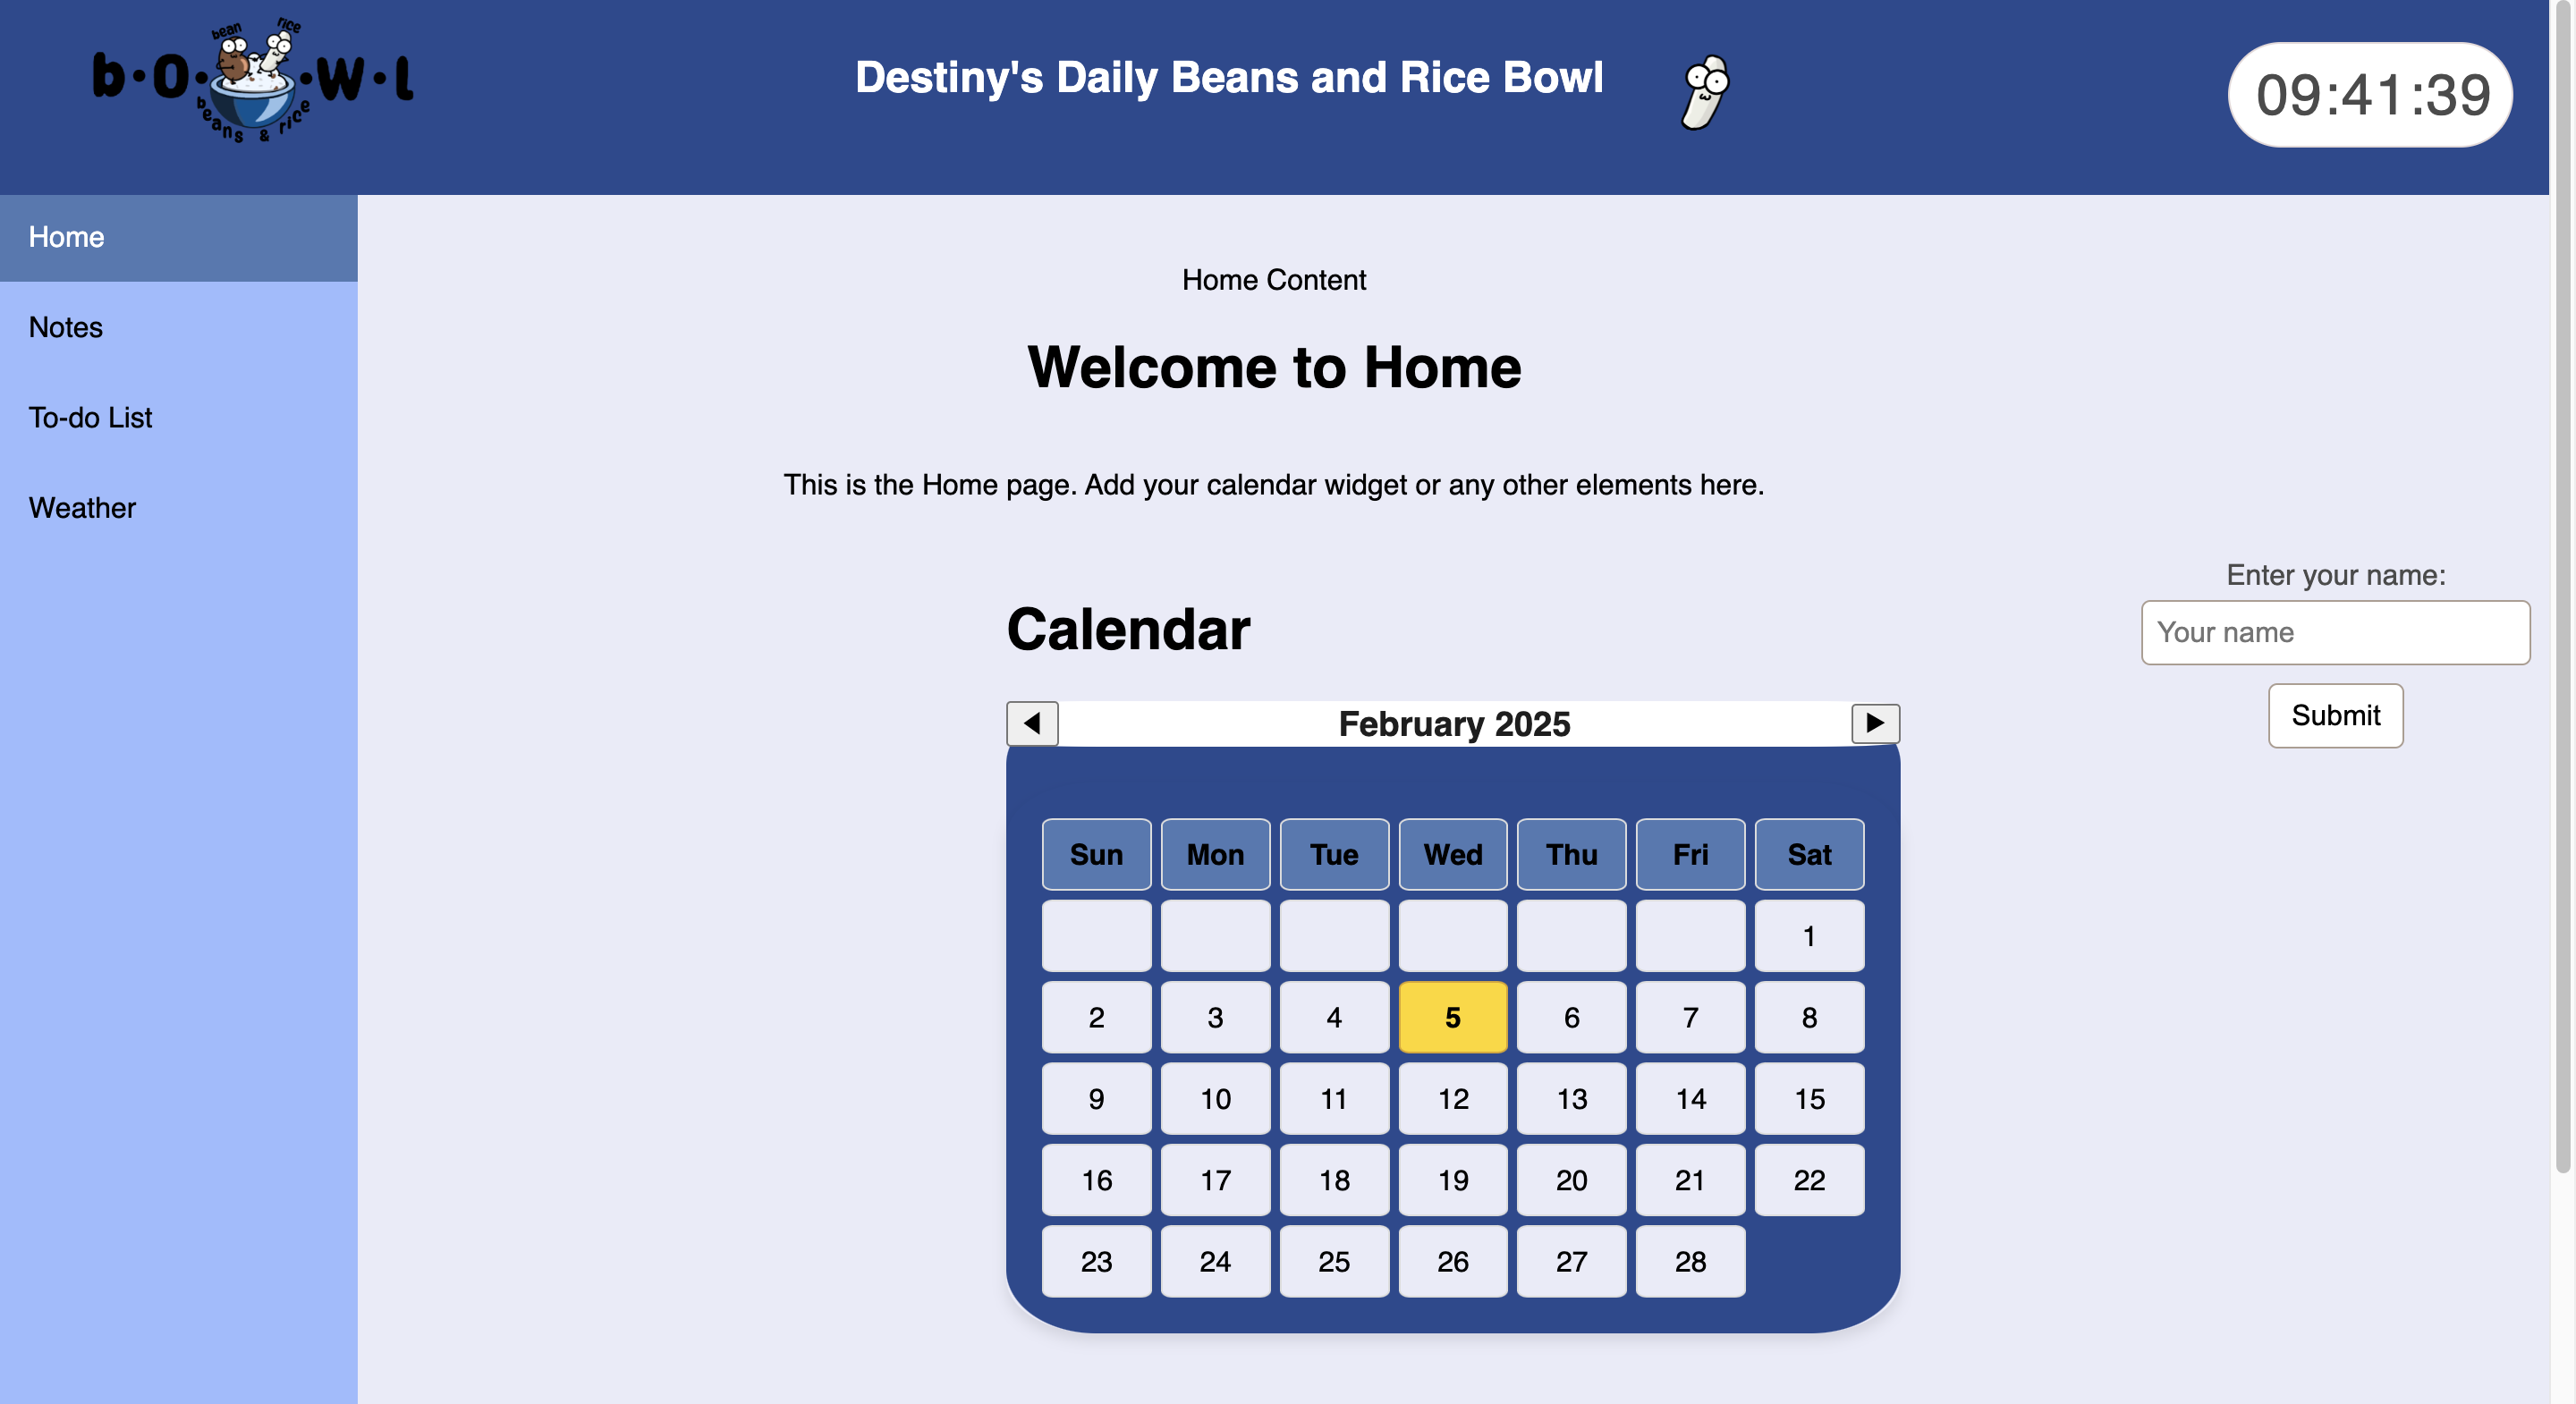 bean rice
b·O·W·l
beans & rice
Destiny's Daily Beans and Rice Bowl
09:41:39
Home
Notes
To-do List
Weather
Home Content
Welcome to Home
This is the Home page. Add your calendar widget or any other elements here.
Enter your name:
Your name
Submit
Calendar
◀ February 2025 ▶
Sun Mon Tue Wed Thu Fri Sat
1
2 3 4 5 6 7 8
9 10 11 12 13 14 15
16 17 18 19 20 21 22
23 24 25 26 27 28